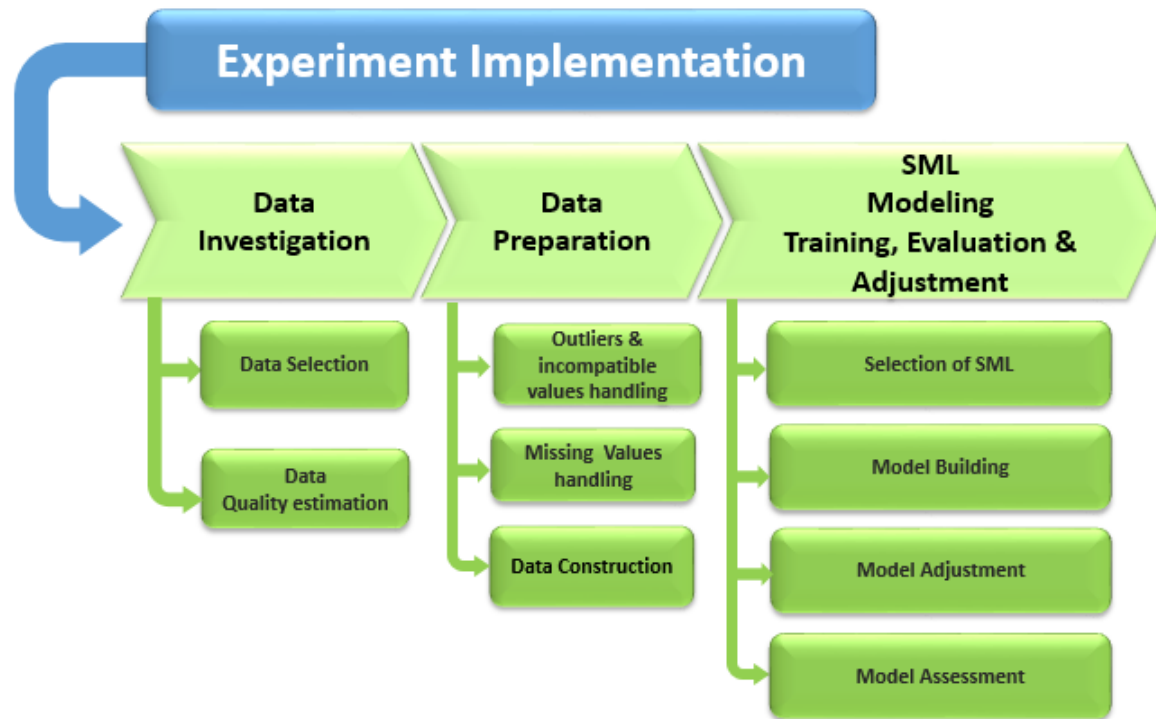 Experiment Implementation
Data
Investigation
Data
Preparation
SML
Modeling
Training, Evaluation &
Adjustment
Data Selection
Data
Quality estimation
Outliers &
incompatible
values handling
Missing Values
handling
Data Construction
Selection of SML
Model Building
Model Adjustment
Model Assessment